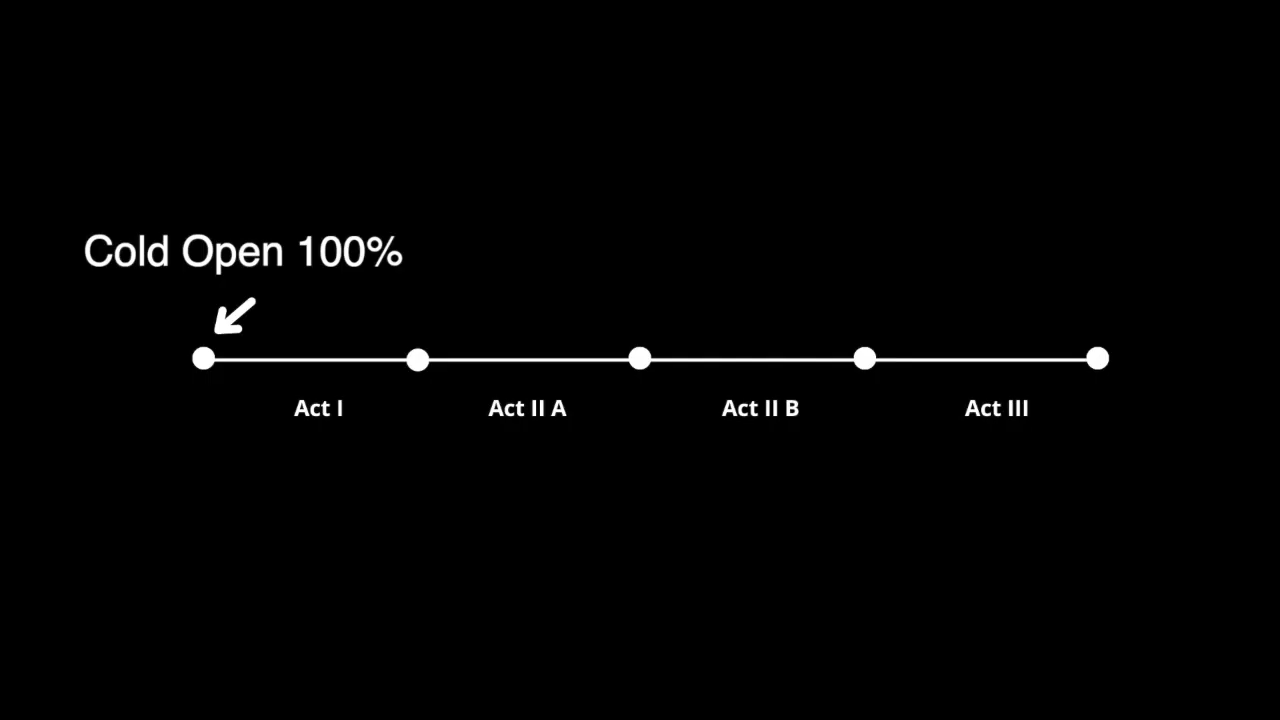 Cold Open 100%
Act I
Act II A
Act II B
Act III